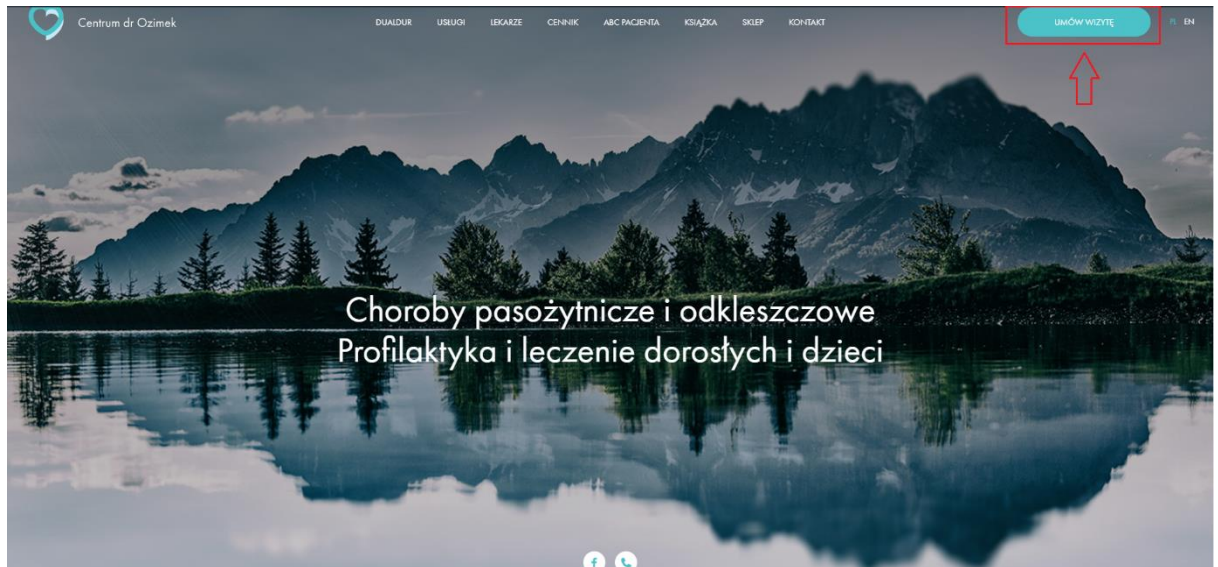 Centrum dr Ozimek
DUALDUR USŁUGI LEKARZE CENNIK ABC PACJENTA KSIĄŻKA SKLEP KONTAKT
UMÓW WIZYTĘ
PL EN
Choroby pasożytnicze i odkleszczowe
Profilaktyka i leczenie dorosłych i dzieci